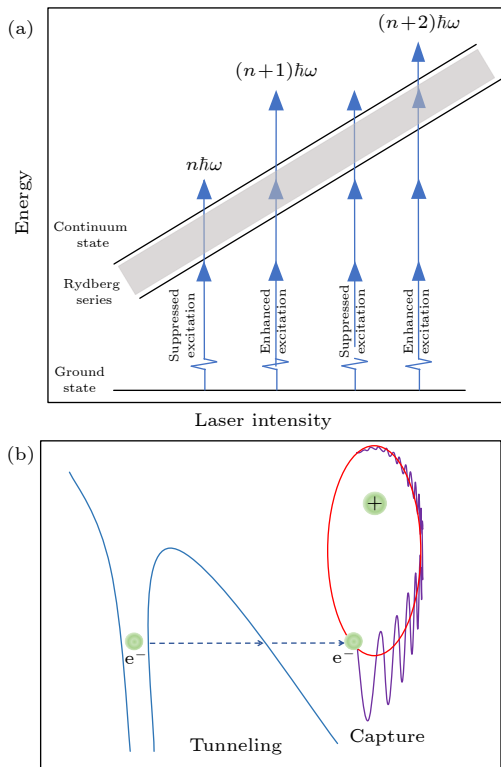 (a)
(n+2)ħω
(n+1)ħω
nħω
Energy
Continuum
state
Rydberg
series
Suppressed
excitation
Enhanced
excitation
Suppressed
excitation
Enhanced
excitation
Ground
state
Laser intensity
(b)
+
e−
e−
Tunneling
Capture